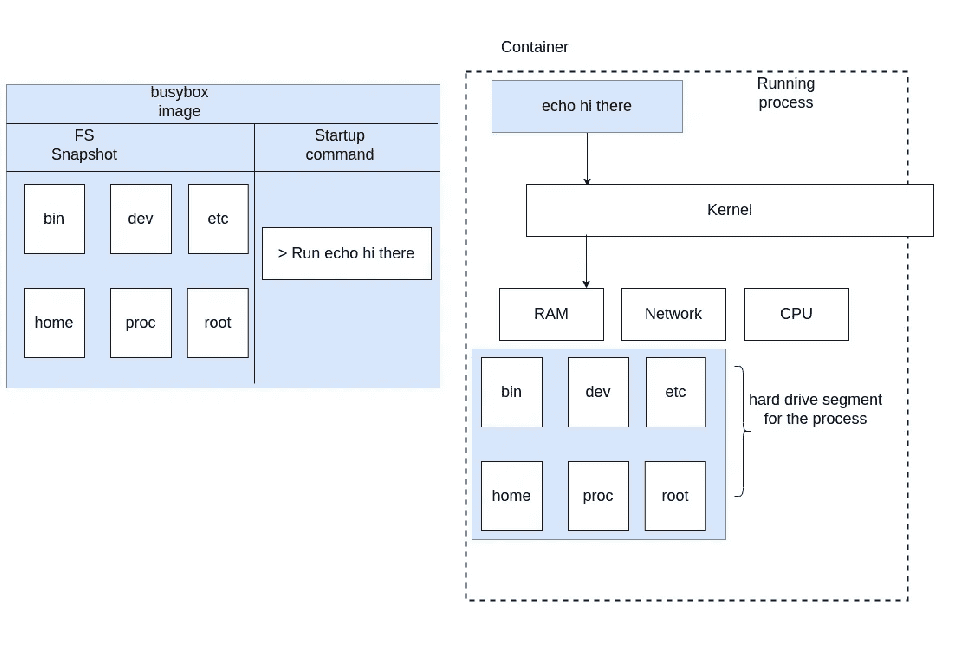 busybox
image
FS
Snapshot
Startup
command
bin
dev
etc
> Run echo hi there
home
proc
root
Container
Running
process
echo hi there
Kernel
RAM
Network
CPU
bin
dev
etc
hard drive segment
for the process
home
proc
root